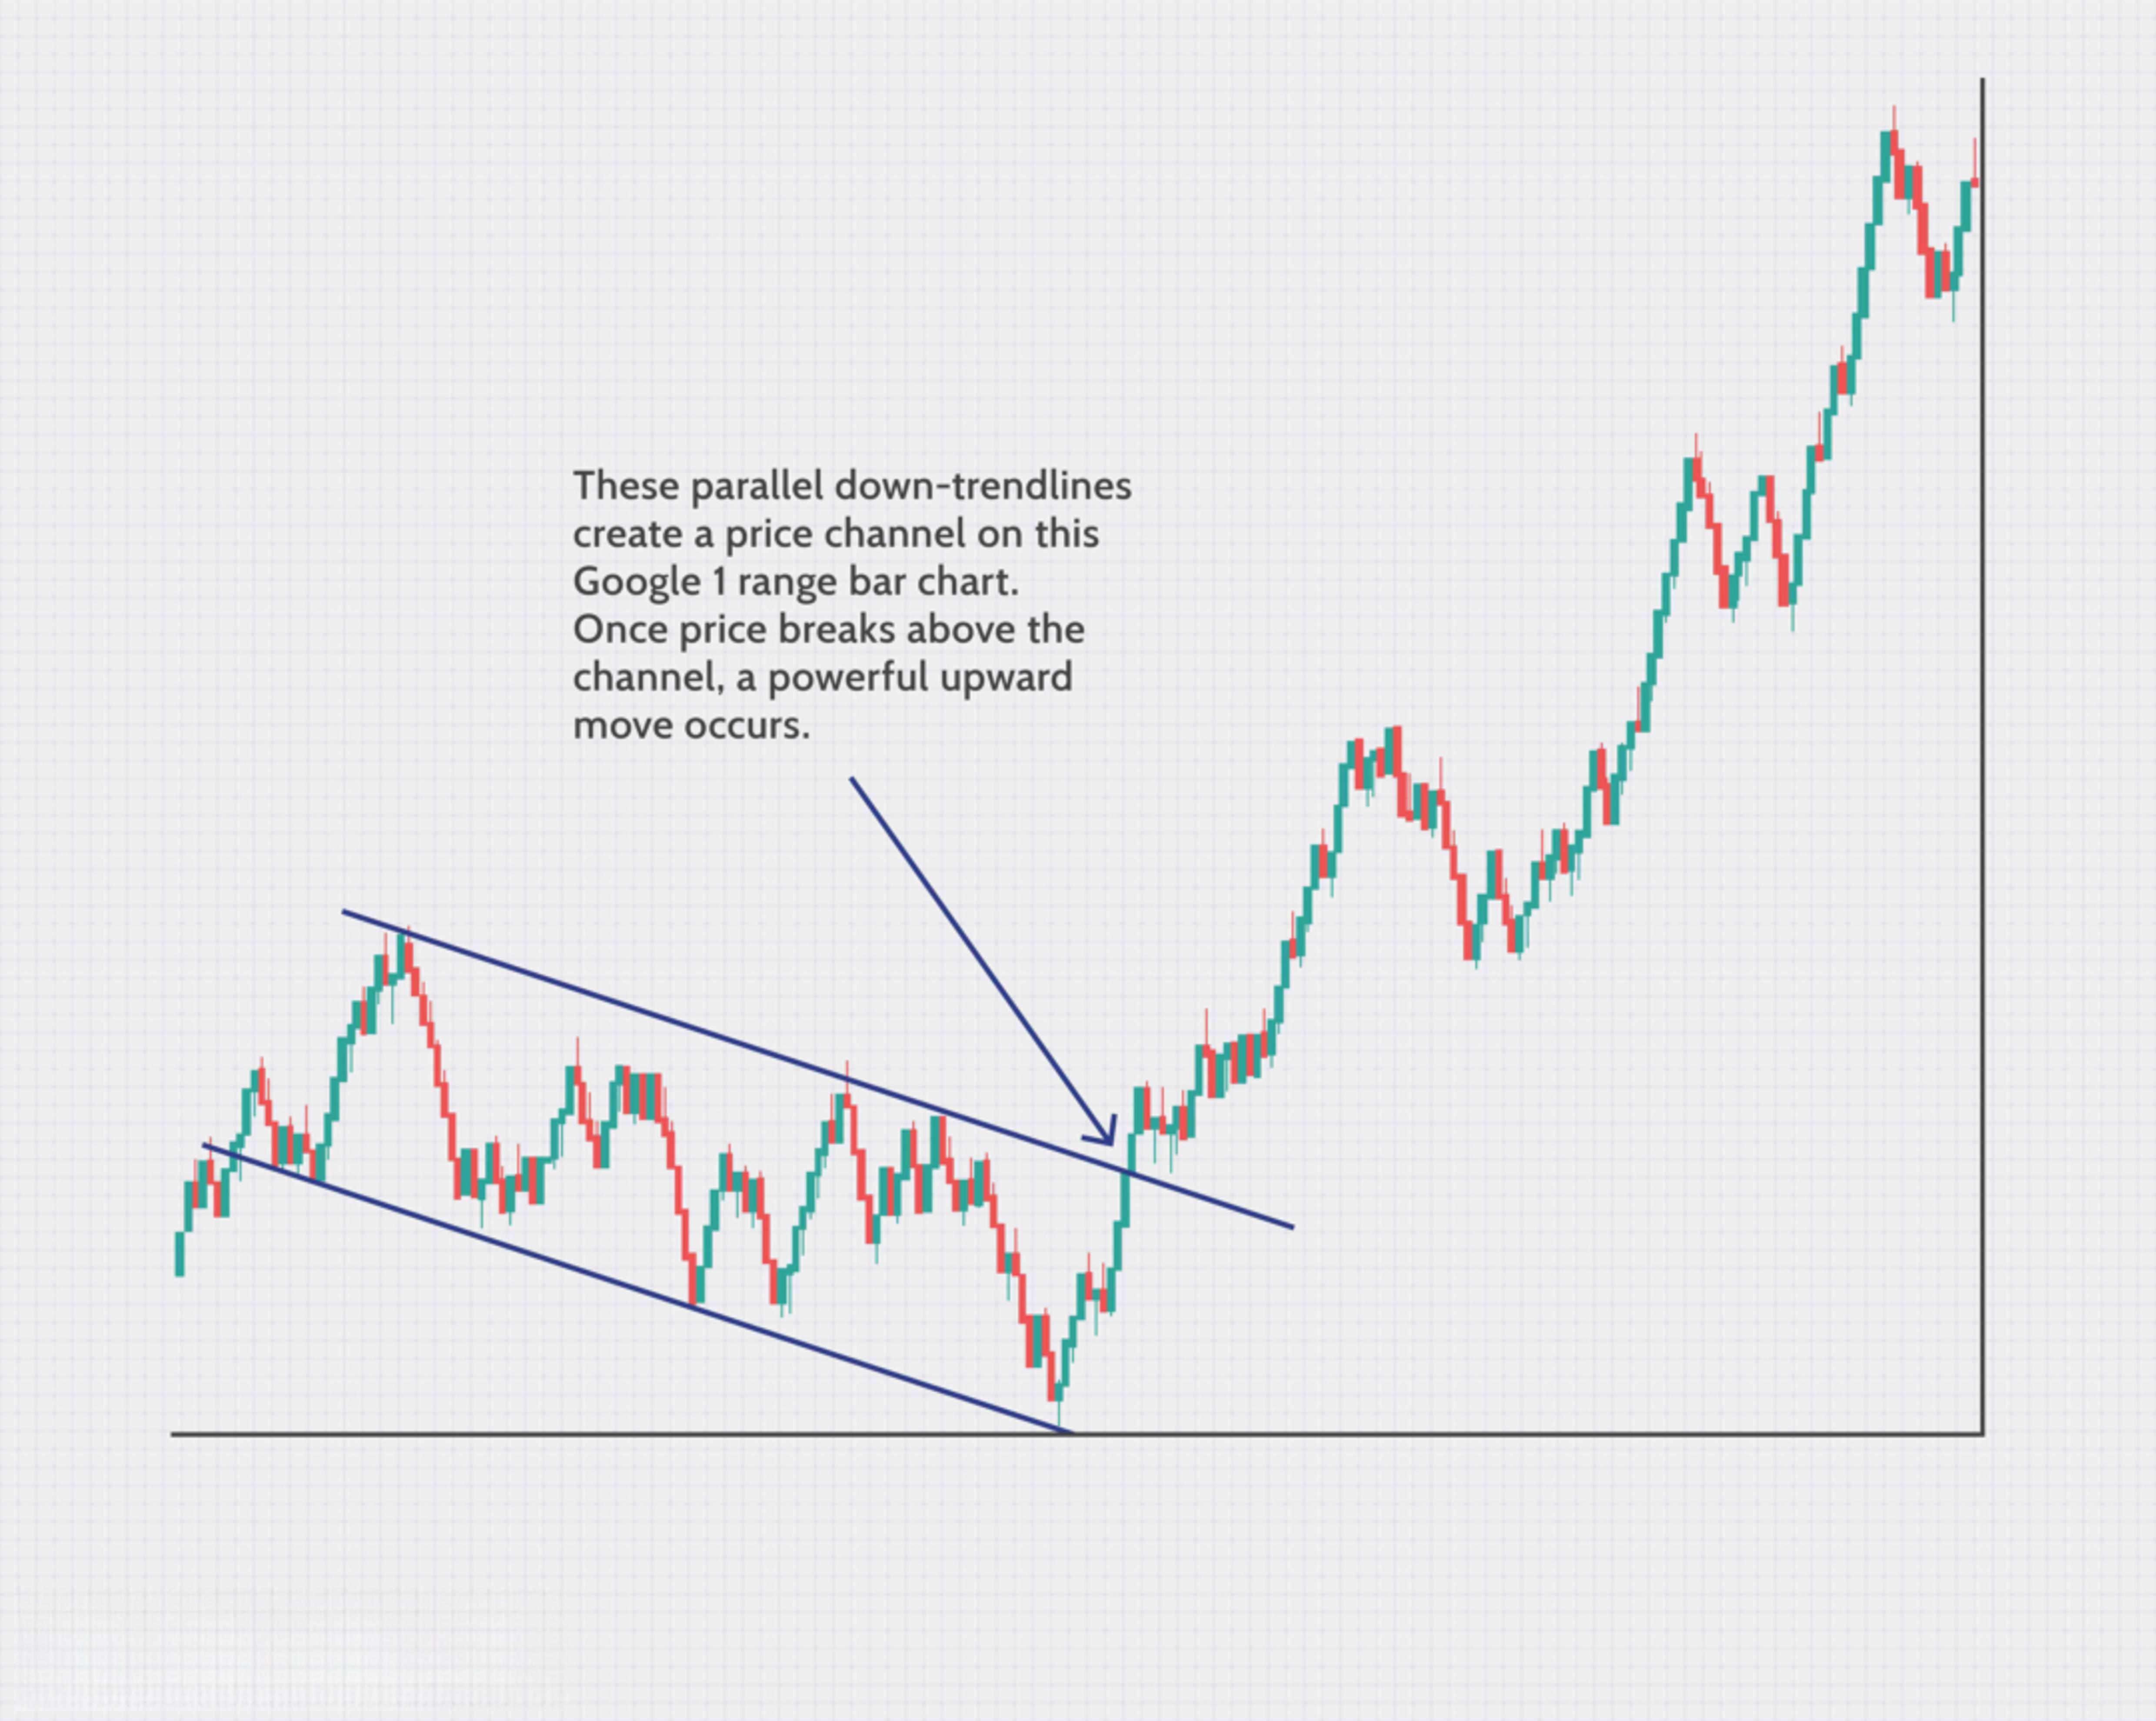 These parallel down-trendlines
create a price channel on this
Google 1 range bar chart.
Once price breaks above the
channel, a powerful upward
move occurs.